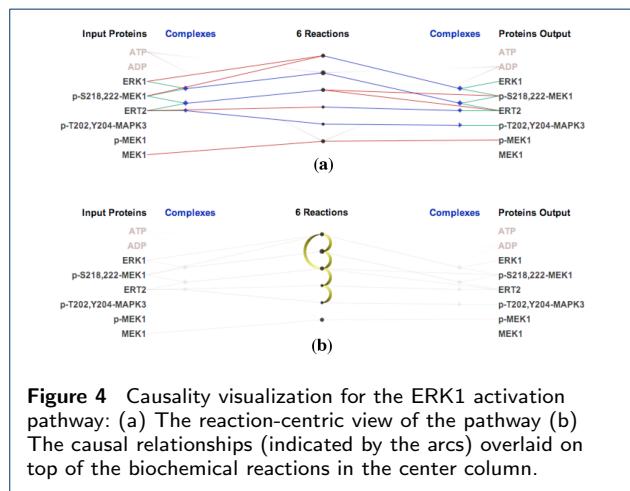 Input Proteins Complexes 6 Reactions Complexes Proteins Output
ATP ATP
ADP ADP
ERK1 ERK1
p-S218,222-MEK1 p-S218,222-MEK1
ERT2 ERT2
p-T202,Y204-MAPK3 p-T202,Y204-MAPK3
p-MEK1 p-MEK1
MEK1 MEK1
(a)
Input Proteins Complexes 6 Reactions Complexes Proteins Output
ATP ATP
ADP ADP
ERK1 ERK1
p-S218,222-MEK1 p-S218,222-MEK1
ERT2 ERT2
p-T202,Y204-MAPK3 p-T202,Y204-MAPK3
p-MEK1 p-MEK1
MEK1 MEK1
(b)
Figure 4 Causality visualization for the ERK1 activation
pathway: (a) The reaction-centric view of the pathway (b)
The causal relationships (indicated by the arcs) overlaid on
top of the biochemical reactions in the center column.